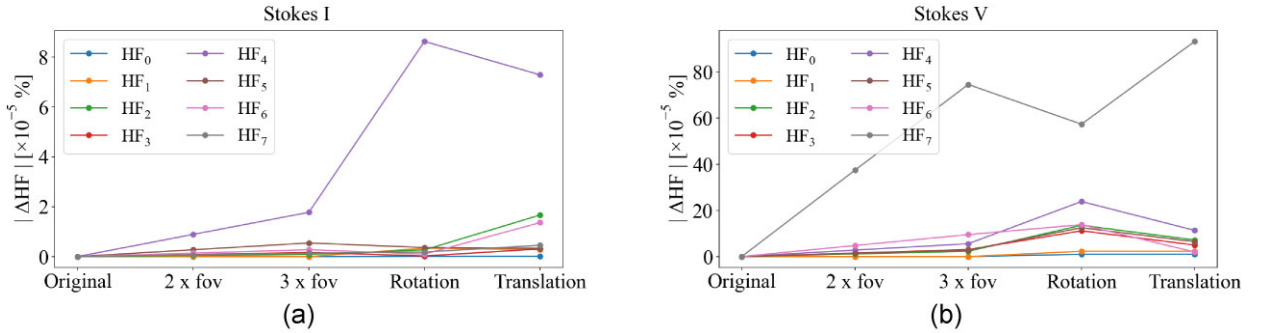 Stokes I
| ΔHF | [×10⁻⁵ %]
8
6
4
2
0
HF₀
HF₁
HF₂
HF₃
HF₄
HF₅
HF₆
HF₇
Original 2 x fov 3 x fov Rotation Translation
(a)
Stokes V
| ΔHF | [×10⁻⁵ %]
80
60
40
20
0
HF₀
HF₁
HF₂
HF₃
HF₄
HF₅
HF₆
HF₇
Original 2 x fov 3 x fov Rotation Translation
(b)